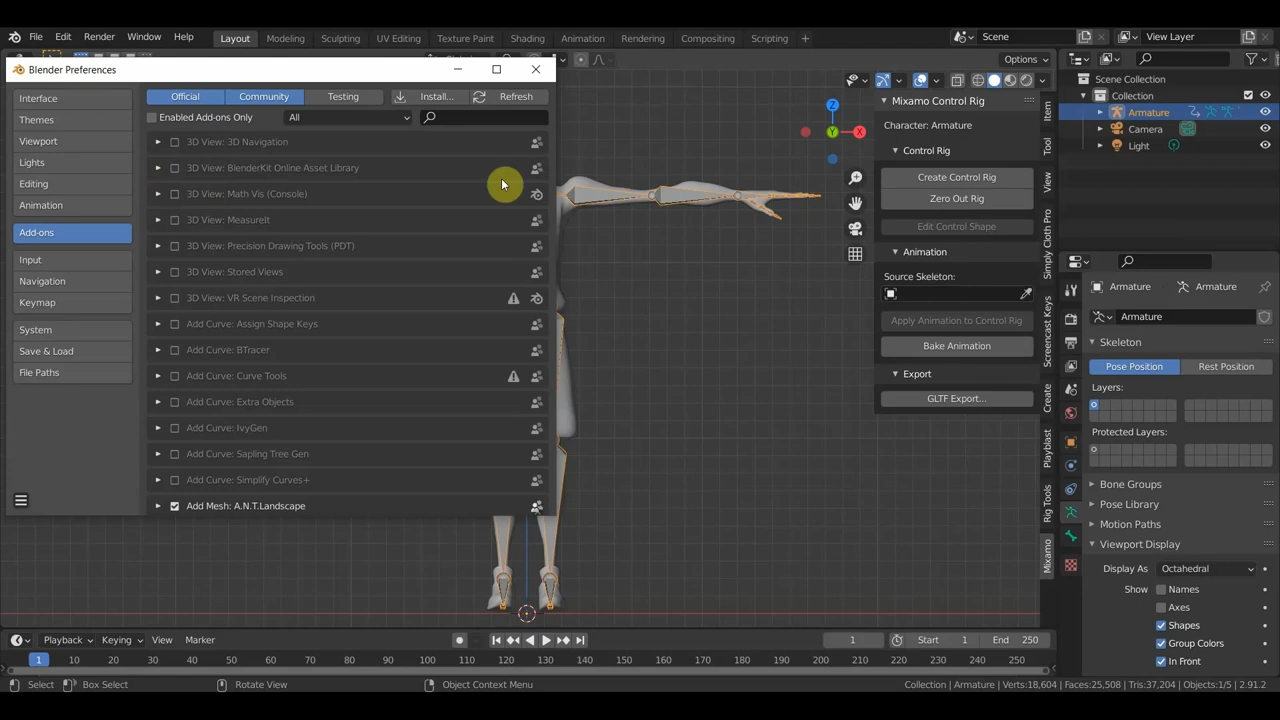 File Edit Render Window Help Layout Modeling Sculpting UV Editing Texture Paint Shading Animation Rendering Compositing Scripting + Scene View Layer
Options
Blender Preferences
Interface
Themes
Viewport
Lights
Editing
Animation
Add-ons
Input
Navigation
Keymap
System
Save & Load
File Paths
Official Community Testing Install... Refresh
Enabled Add-ons Only All
3D View: 3D Navigation
3D View: BlenderKit Online Asset Library
3D View: Math Vis (Console)
3D View: MeasureIt
3D View: Precision Drawing Tools (PDT)
3D View: Stored Views
3D View: VR Scene Inspection
Add Curve: Assign Shape Keys
Add Curve: BTracer
Add Curve: Curve Tools
Add Curve: Extra Objects
Add Curve: IvyGen
Add Curve: Sapling Tree Gen
Add Curve: Simplify Curves+
Add Mesh: A.N.T.Landscape
Z
Y
X
Mixamo Control Rig
Character: Armature
Control Rig
Create Control Rig
Zero Out Rig
Edit Control Shape
Animation
Source Skeleton:
Apply Animation to Control Rig
Bake Animation
Export
GLTF Export...
Item
Tool
View
Simply Cloth Pro
Screencast Keys
Create
Playblast
Rig Tools
Mixamo
Scene Collection
Collection
Armature
Camera
Light
Armature Armature
Armature
Skeleton
Pose Position Rest Position
Layers:
Protected Layers:
Bone Groups
Pose Library
Motion Paths
Viewport Display
Display As Octahedral
Show Names
Axes
Shapes
Group Colors
In Front
Playback Keying View Marker 1 Start 1 End 250
1 10 20 30 40 50 60 70 80 90 100 110 120 130 140 150 160 170 180 190 200 210 220 230 240 250
Select Box Select Rotate View Object Context Menu Collection | Armature | Verts:18,604 | Faces:25,508 | Tris:37,204 | Objects:1/5 | 2.91.2